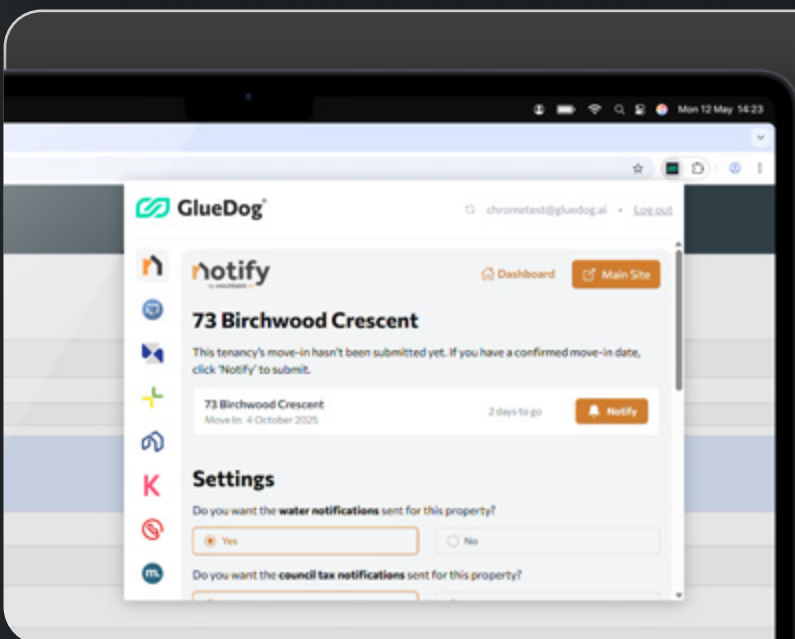 Mon 12 May 14:23
GlueDog
chrometest@gluedog.ai • Log out
notify
Dashboard
Main Site
73 Birchwood Crescent
This tenancy's move-in hasn't been submitted yet. If you have a confirmed move-in date,
click 'Notify' to submit.
73 Birchwood Crescent
Move In: 4 October 2025
2 days to go
Notify
Settings
Do you want the water notifications sent for this property?
Yes
No
Do you want the council tax notifications sent for this property?
K
m.